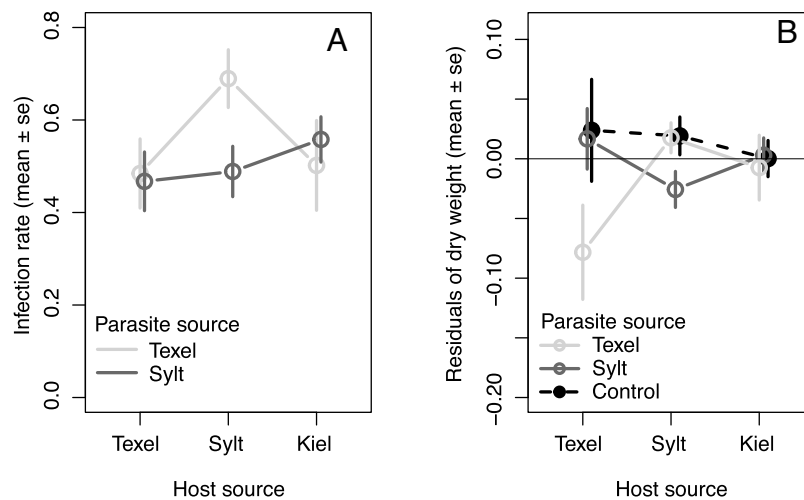 A
Infection rate (mean ± se)
0.8
0.6
0.4
0.2
0.0
Parasite source
Texel
Sylt
Texel Sylt Kiel
Host source
B
Residuals of dry weight (mean ± se)
0.10
0.00
−0.10
−0.20
Parasite source
Texel
Sylt
Control
Texel Sylt Kiel
Host source